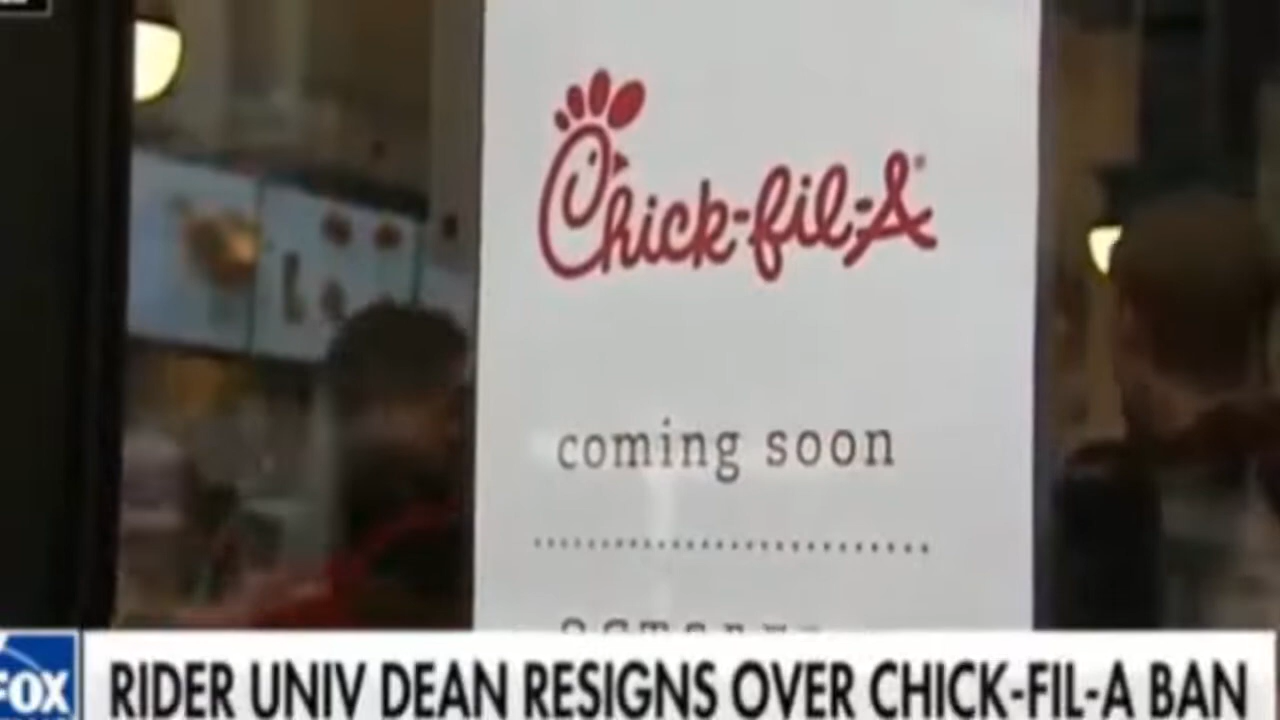 Chick-fil-A
coming soon
FOX
RIDER UNIV DEAN RESIGNS OVER CHICK-FIL-A BAN